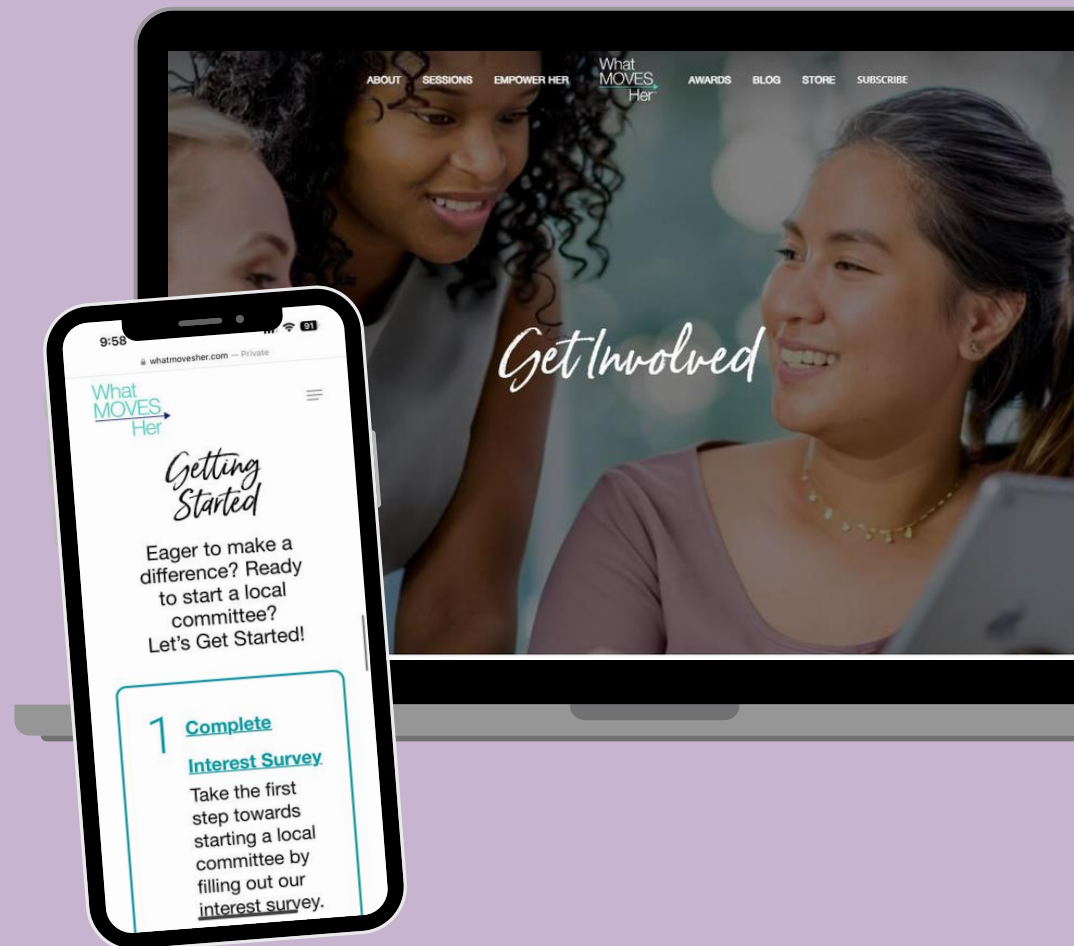 ABOUT SESSIONS EMPOWER HER
What
MOVES
Her
AWARDS BLOG STORE SUBSCRIBE
Get Involved
9:58
91
whatmovesher.com — Private
What
MOVES
Her
Getting
Started
Eager to make a
difference? Ready
to start a local
committee?
Let's Get Started!
1 Complete
Interest Survey
Take the first
step towards
starting a local
committee by
filling out our
interest survey.